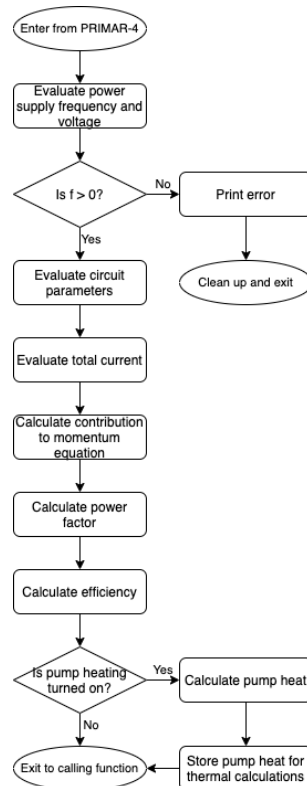 Enter from PRIMAR-4
Evaluate power
supply frequency and
voltage
Is f > 0?
No
Print error
Yes
Clean up and exit
Evaluate circuit
parameters
Evaluate total current
Calculate contribution
to momentum
equation
Calculate power
factor
Calculate efficiency
Is pump heating
turned on?
Yes
Calculate pump heat
No
Exit to calling function
Store pump heat for
thermal calculations